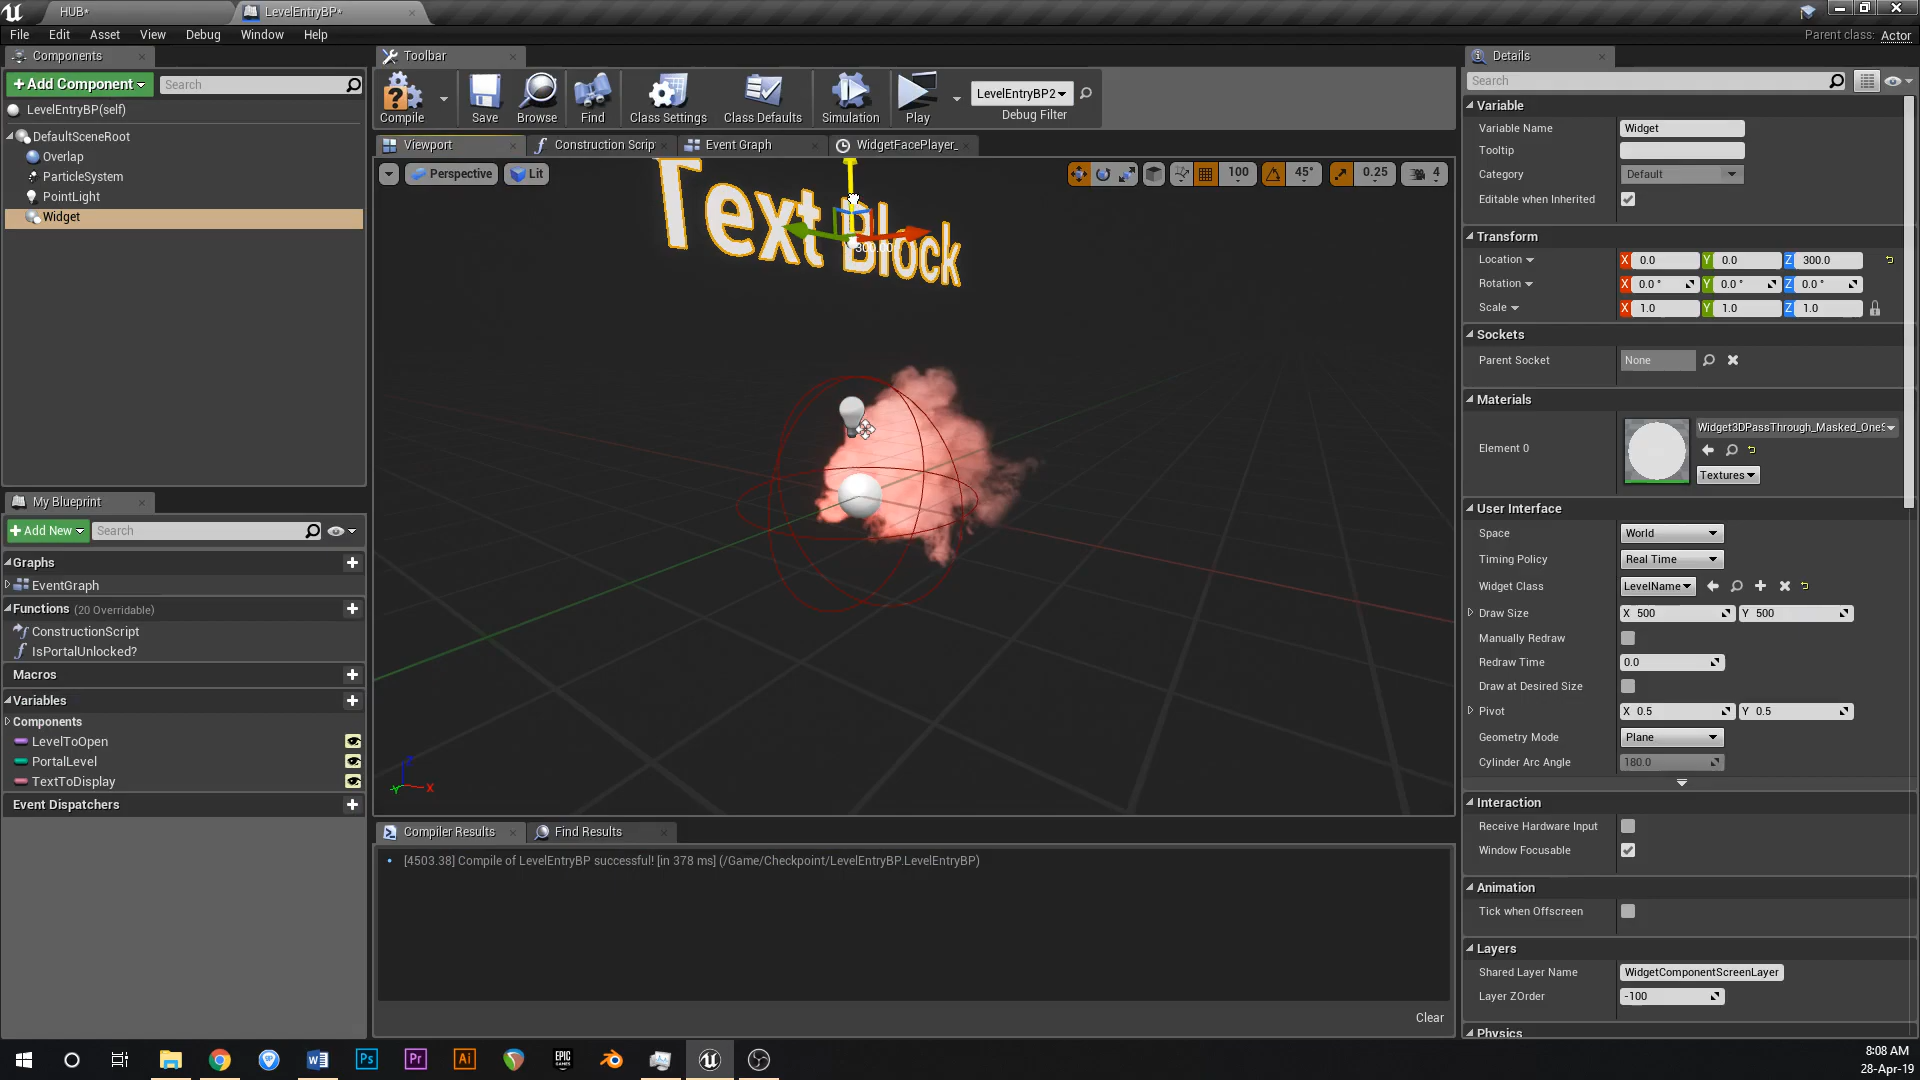 HUB*
LevelEntryBP*
File Edit Asset View Debug Window Help
Parent class: Actor
Components
Toolbar
Details
+Add Component
Search
Search
LevelEntryBP(self)
DefaultSceneRoot
Overlap
ParticleSystem
PointLight
Widget
Compile
Save
Browse
Find
Class Settings
Class Defaults
Simulation
Play
LevelEntryBP2
Debug Filter
Viewport
Construction Scrip
Event Graph
WidgetFacePlayer_
Perspective
Lit
100
45°
0.25
4
Text Block
[4503.38] Compile of LevelEntryBP successful! [in 378 ms] (/Game/Checkpoint/LevelEntryBP.LevelEntryBP)
Compiler Results
Find Results
Clear
My Blueprint
+Add New
Search
Graphs
EventGraph
Functions (20 Overridable)
ConstructionScript
IsPortalUnlocked?
Macros
Variables
Components
LevelToOpen
PortalLevel
TextToDisplay
Event Dispatchers
Variable
Variable Name Widget
Tooltip
Category Default
Editable when Inherited
Transform
Location X 0.0 Y 0.0 Z 300.0
Rotation X 0.0 ° Y 0.0 ° Z 0.0 °
Scale X 1.0 Y 1.0 Z 1.0
Sockets
Parent Socket None
Materials
Element 0
Widget3DPassThrough_Masked_OneS
Textures
User Interface
Space World
Timing Policy Real Time
Widget Class LevelName
Draw Size X 500 Y 500
Manually Redraw
Redraw Time 0.0
Draw at Desired Size
Pivot X 0.5 Y 0.5
Geometry Mode Plane
Cylinder Arc Angle 180.0
Interaction
Receive Hardware Input
Window Focusable
Animation
Tick when Offscreen
Layers
Shared Layer Name WidgetComponentScreenLayer
Layer ZOrder -100
Physics
Ps
Pr
Ai
EPIC GAMES
8:08 AM
28-Apr-19